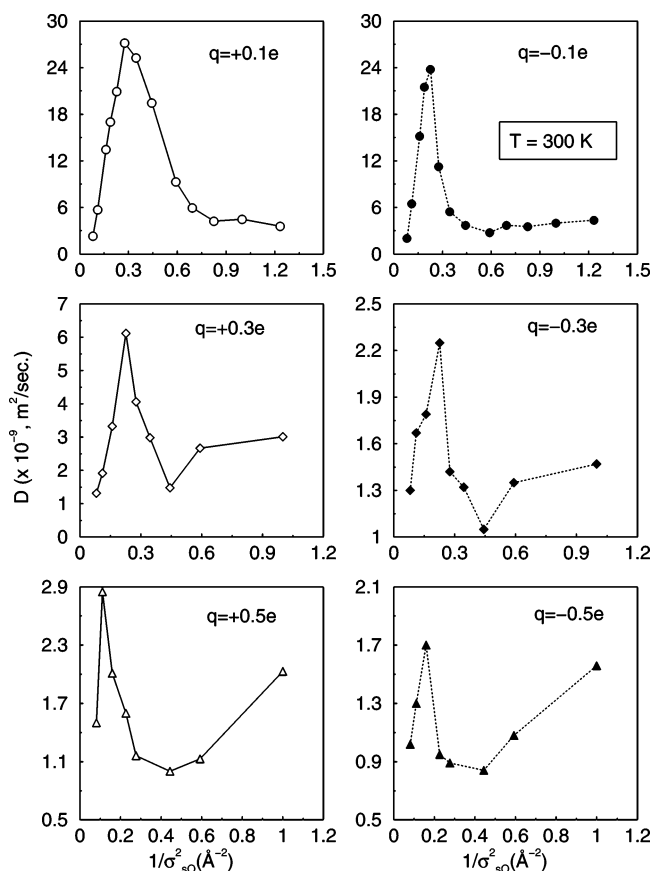 30
24
18
12
6
0
q=+0.1e
0 0.3 0.6 0.9 1.2 1.5
30
24
18
12
6
0
q=−0.1e
T = 300 K
0 0.3 0.6 0.9 1.2 1.5
D (x 10⁻⁹, m²/sec.)
7
6
5
4
3
2
1
0
q=+0.3e
0 0.3 0.6 0.9 1.2
2.5
2.2
1.9
1.6
1.3
1
q=−0.3e
0 0.3 0.6 0.9 1.2
2.9
2.3
1.7
1.1
0.5
q=+0.5e
0 0.2 0.4 0.6 0.8 1 1.2
1/σ²sO(Å⁻²)
2.1
1.7
1.3
0.9
0.5
q=−0.5e
0 0.2 0.4 0.6 0.8 1 1.2
1/σ²sO(Å⁻²)